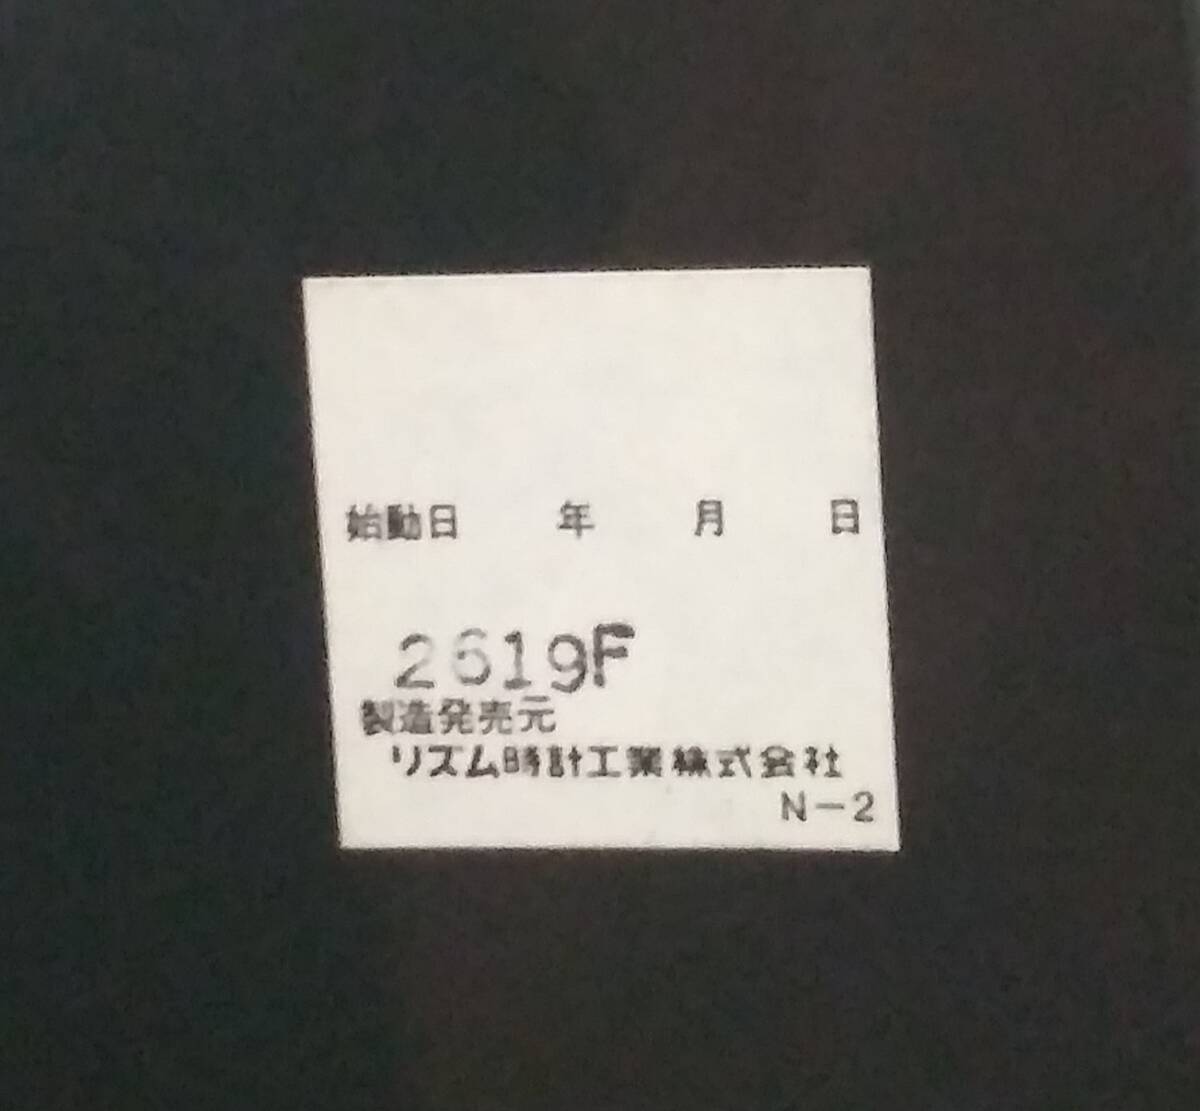 始動日 年 月 日
2619F
製造発売元
リズム時計工業株式会社
N-2